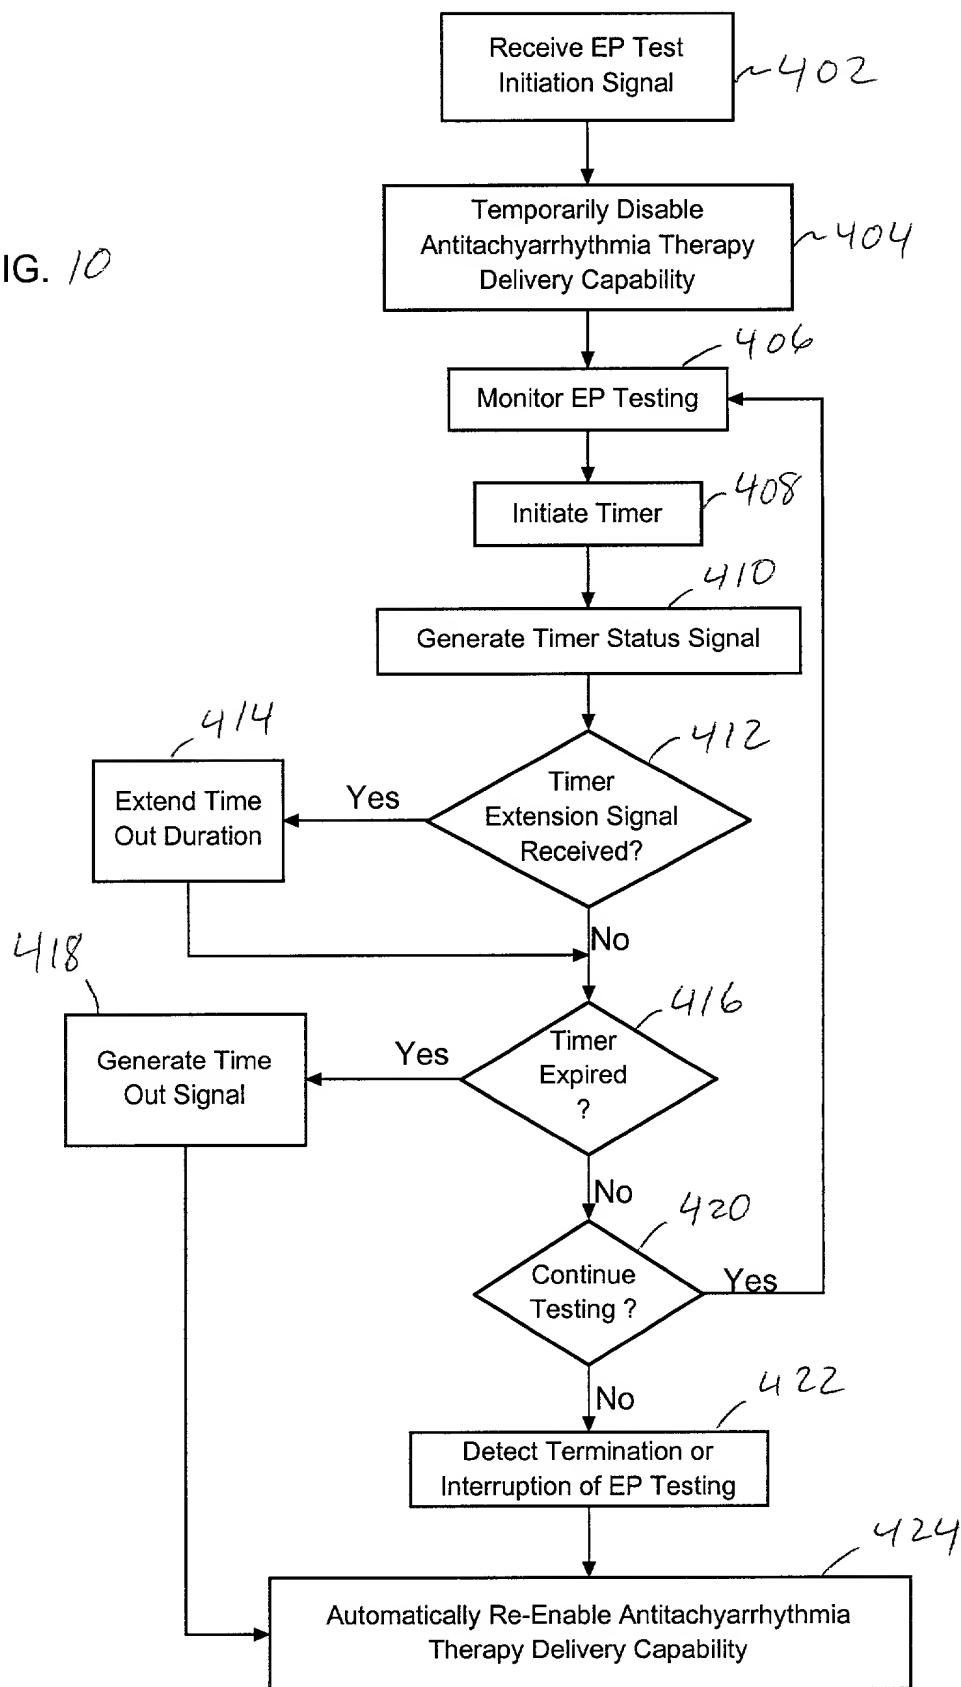 Receive EP Test
Initiation Signal
402
Temporarily Disable
Antitachyarrhythmia Therapy
Delivery Capability
404
IG. 10
406
Monitor EP Testing
408
Initiate Timer
410
Generate Timer Status Signal
414
412
Extend Time
Out Duration
Yes
Timer
Extension Signal
Received?
No
418
416
Generate Time
Out Signal
Yes
Timer
Expired
?
No
420
Continue
Testing ?
Yes
No
422
Detect Termination or
Interruption of EP Testing
424
Automatically Re-Enable Antitachyarrhythmia
Therapy Delivery Capability